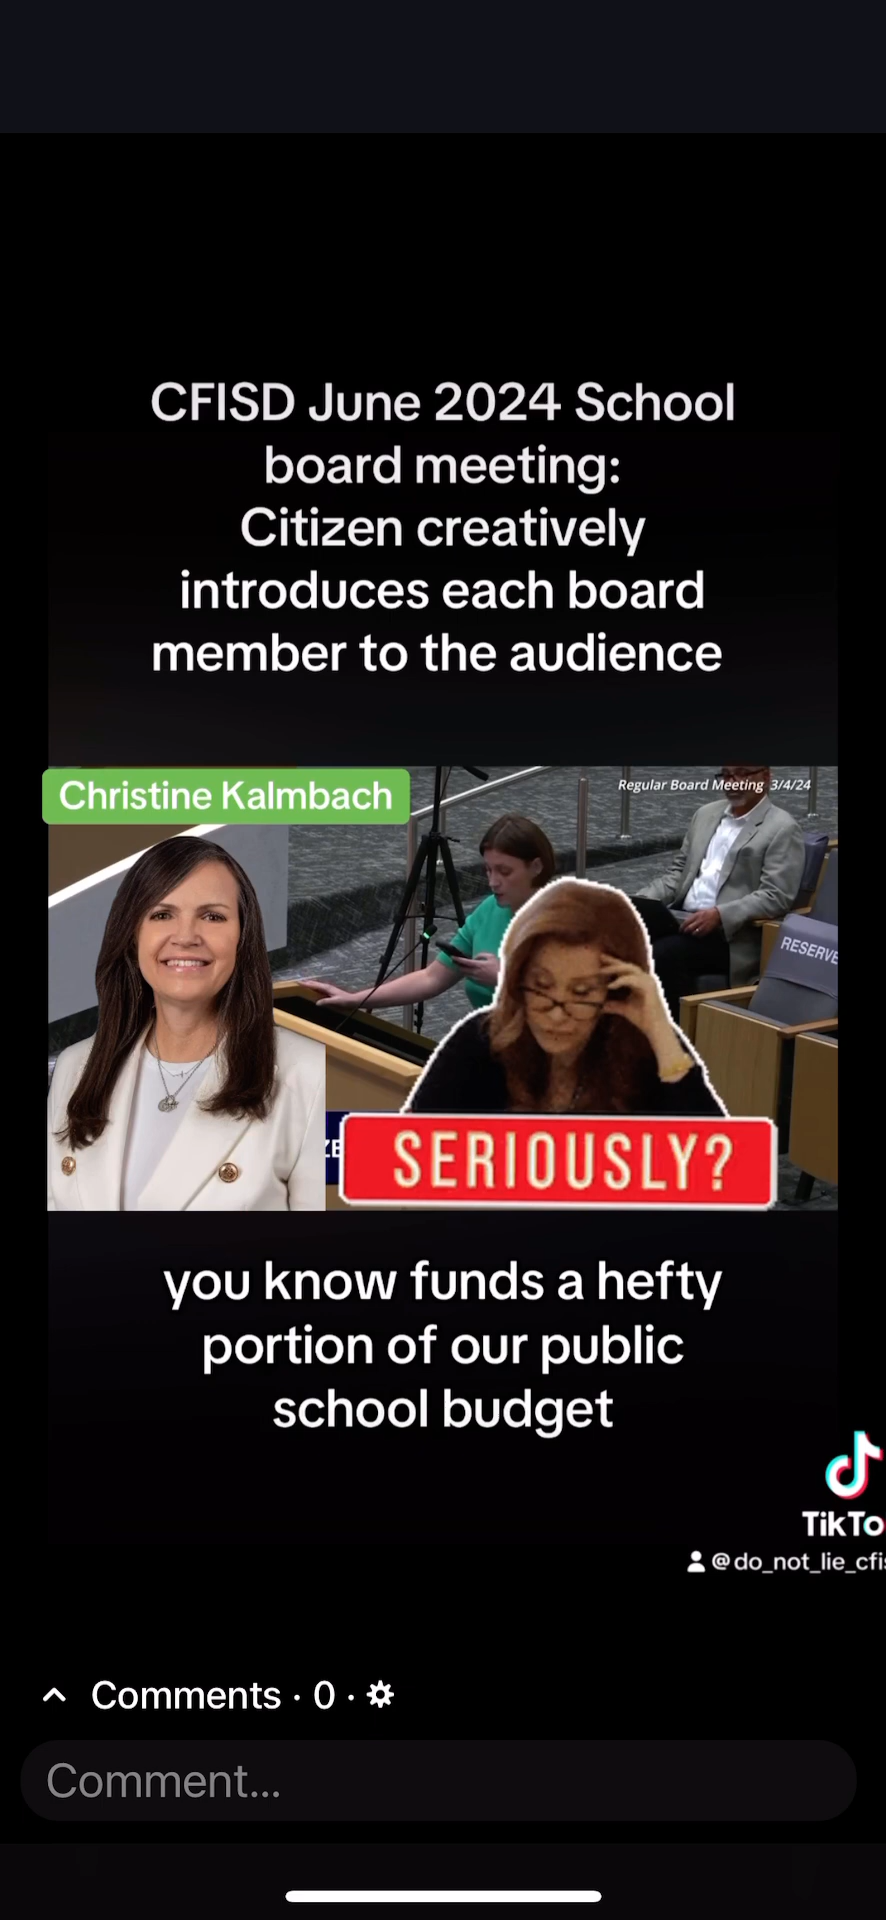 CFISD June 2024 School
board meeting:
Citizen creatively
introduces each board
member to the audience
Christine Kalmbach
Regular Board Meeting 3/4/24
RESERVE
ZE
SERIOUSLY?
you know funds a hefty
portion of our public
school budget
TikTo
@do_not_lie_cfis
Comments · 0 ·
Comment...